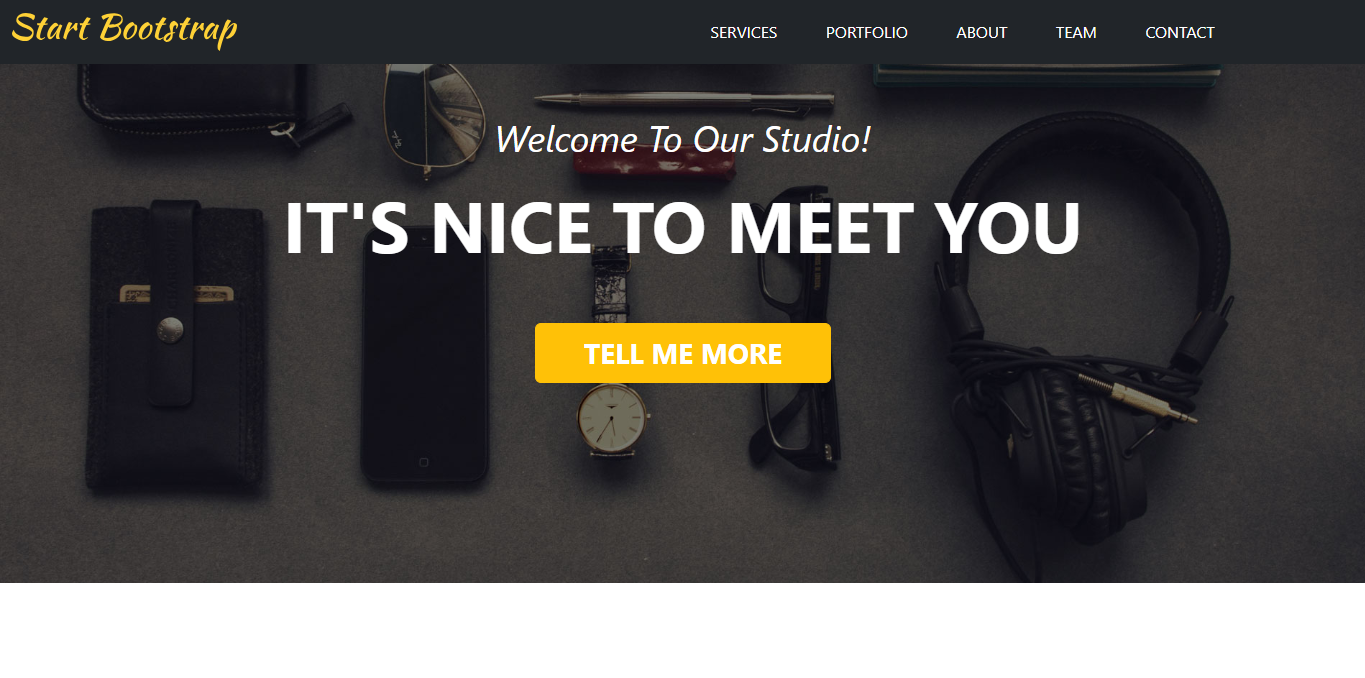 Start Bootstrap
SERVICES PORTFOLIO ABOUT TEAM CONTACT
Welcome To Our Studio!
IT'S NICE TO MEET YOU
TELL ME MORE